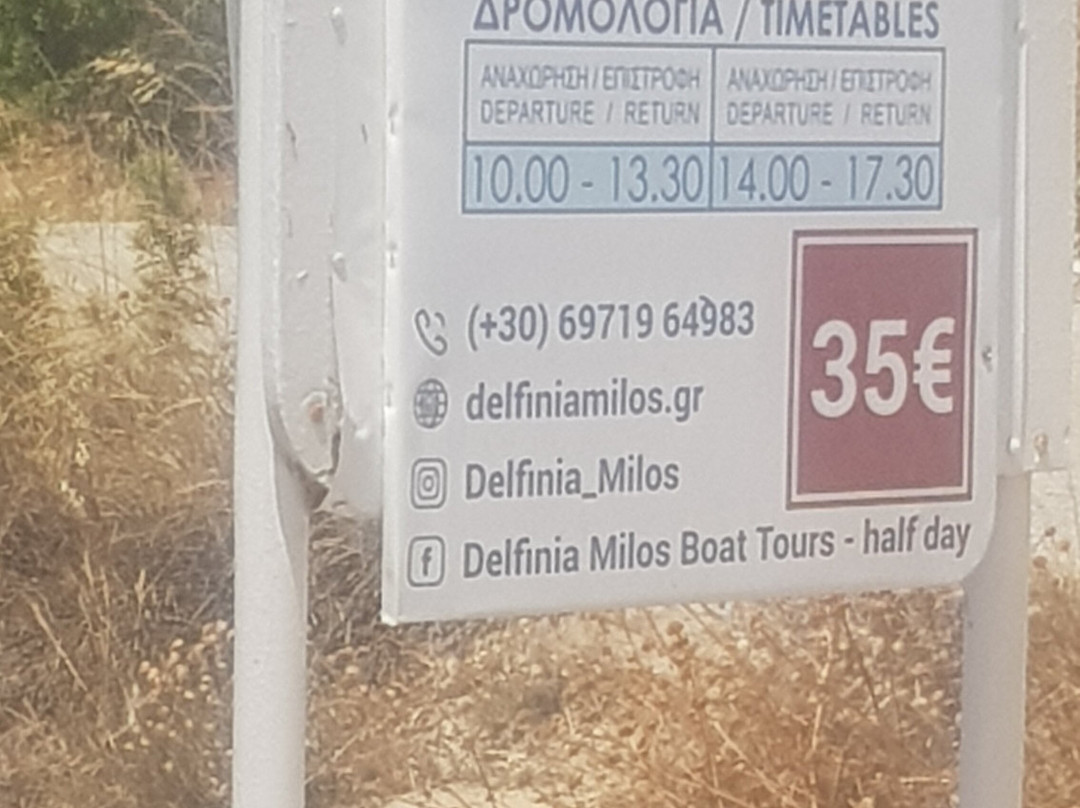 ΔΡΟΜΟΛΟΓΙΑ / TIMETABLES
ΑΝΑΧΩΡΗΣΗ / ΕΠΙΣΤΡΟΦΗ ΑΝΑΧΩΡΗΣΗ / ΕΠΙΣΤΡΟΦΗ
DEPARTURE / RETURN DEPARTURE / RETURN
10.00 - 13.30 14.00 - 17.30
(+30) 69719 64983
35€
delfiniamilos.gr
Delfinia_Milos
Delfinia Milos Boat Tours - half day